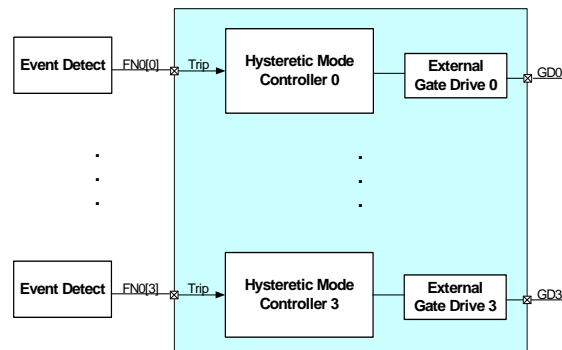 Event Detect
FN0[0]
Trip
Hysteretic Mode
Controller 0
External
Gate Drive 0
GD0
Event Detect
FN0[3]
Trip
Hysteretic Mode
Controller 3
External
Gate Drive 3
GD3